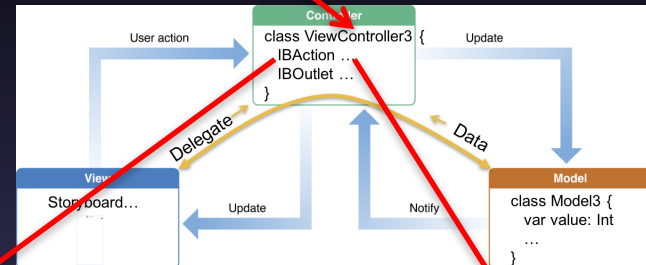 Controller
class ViewController3 {
IBAction …
IBOutlet …
}
User action
Update
Delegate
Data
View
Storyboard…
Update
Notify
Model
class Model3 {
var value: Int
…
}